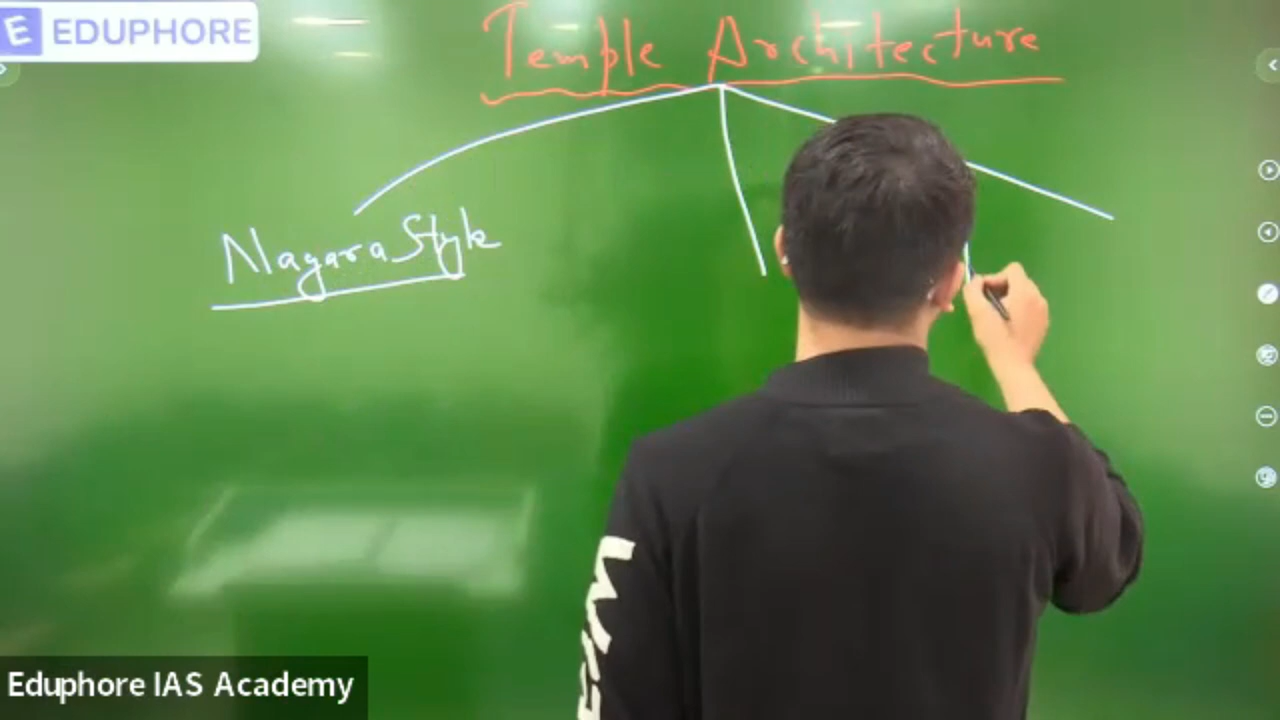 E EDUPHORE
Temple Architecture
Nagara Style
Eduphore IAS Academy